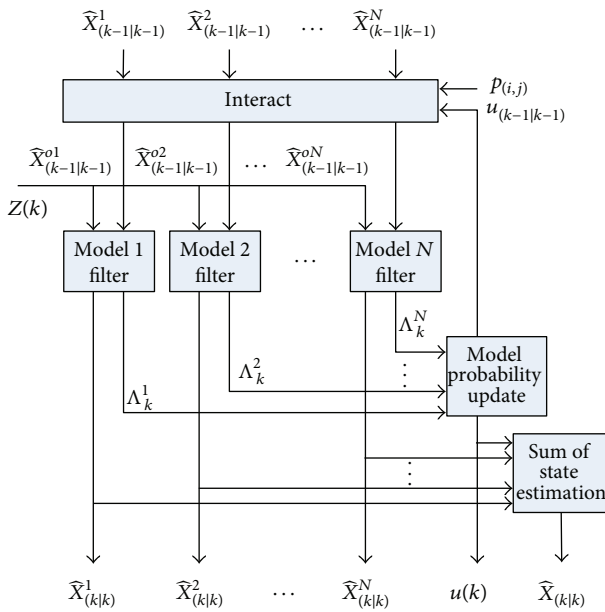 X̂¹₍ₖ₋₁|ₖ₋₁₎ X̂²₍ₖ₋₁|ₖ₋₁₎ ... X̂ᴺ₍ₖ₋₁|ₖ₋₁₎
Interact
p₍ᵢ,ⱼ₎
u₍ₖ₋₁|ₖ₋₁₎
X̂ᵒ¹₍ₖ₋₁|ₖ₋₁₎ X̂ᵒ²₍ₖ₋₁|ₖ₋₁₎ ... X̂ᵒᴺ₍ₖ₋₁|ₖ₋₁₎
Z(k)
Model 1
filter
Model 2
filter
...
Model N
filter
Λᴺₖ
Λ²ₖ
Λ¹ₖ
⋮
Model
probability
update
⋮
Sum of
state
estimation
X̂¹₍ₖ|ₖ₎ X̂²₍ₖ|ₖ₎ ... X̂ᴺ₍ₖ|ₖ₎ u(k) X̂₍ₖ|ₖ₎